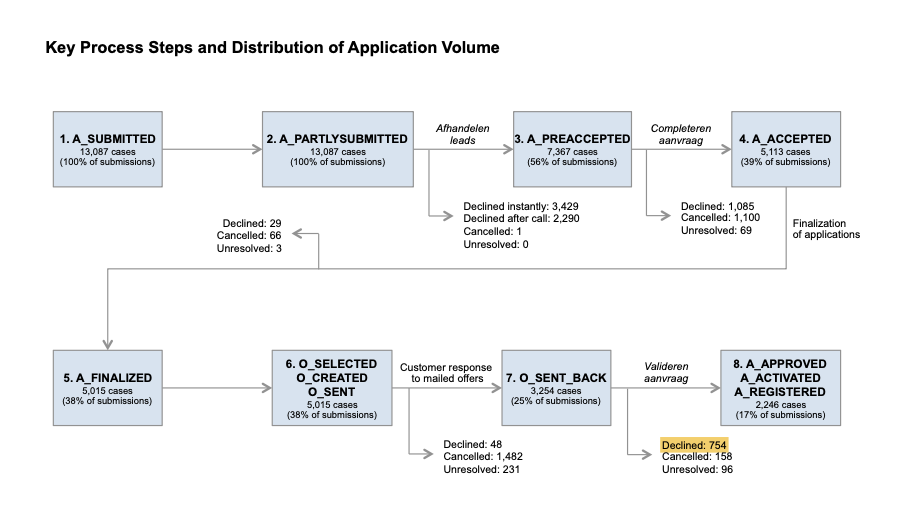 Key Process Steps and Distribution of Application Volume
1. A_SUBMITTED
13,087 cases
(100% of submissions)
2. A_PARTLYSUBMITTED
13,087 cases
(100% of submissions)
Afhandelen
leads
3. A_PREACCEPTED
7,367 cases
(56% of submissions)
Completeren
aanvraag
4. A_ACCEPTED
5,113 cases
(39% of submissions)
Declined instantly: 3,429
Declined after call: 2,290
Cancelled: 1
Unresolved: 0
Declined: 1,085
Cancelled: 1,100
Unresolved: 69
Finalization
of applications
Declined: 29
Cancelled: 66
Unresolved: 3
5. A_FINALIZED
5,015 cases
(38% of submissions)
6. O_SELECTED
O_CREATED
O_SENT
5,015 cases
(38% of submissions)
Customer response
to mailed offers
7. O_SENT_BACK
3,254 cases
(25% of submissions)
Valideren
aanvraag
8. A_APPROVED
A_ACTIVATED
A_REGISTERED
2,246 cases
(17% of submissions)
Declined: 48
Cancelled: 1,482
Unresolved: 231
Declined: 754
Cancelled: 158
Unresolved: 96